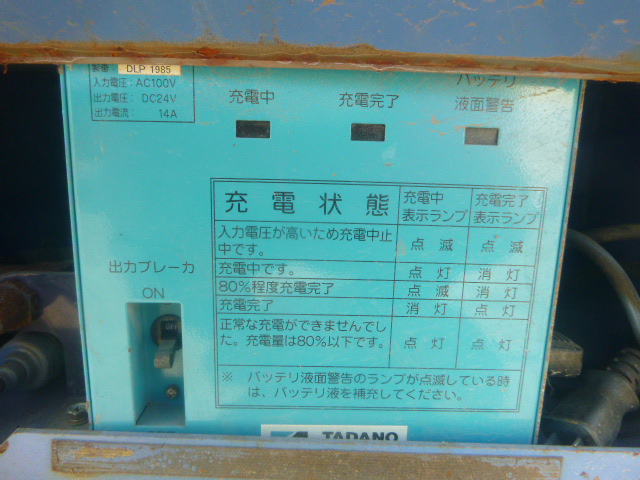 製番 DLP 1985
入力電圧:AC100V
出力電圧: DC24V
出力電流: 14A
充電中
充電完了
バッテリ
液面警告
充電状態 充電中表示ランプ 充電完了表示ランプ
入力電圧が高いため充電中止中です。 点滅 点滅
充電中です。 点灯 消灯
80%程度充電完了 点滅 消灯
充電完了 消灯 点灯
正常な充電ができませんでした。充電量は80%以下です。 点灯 点灯
※ バッテリ液面警告のランプが点滅している時
は、バッテリ液を補充してください。
出力ブレーカ
ON
TADANO